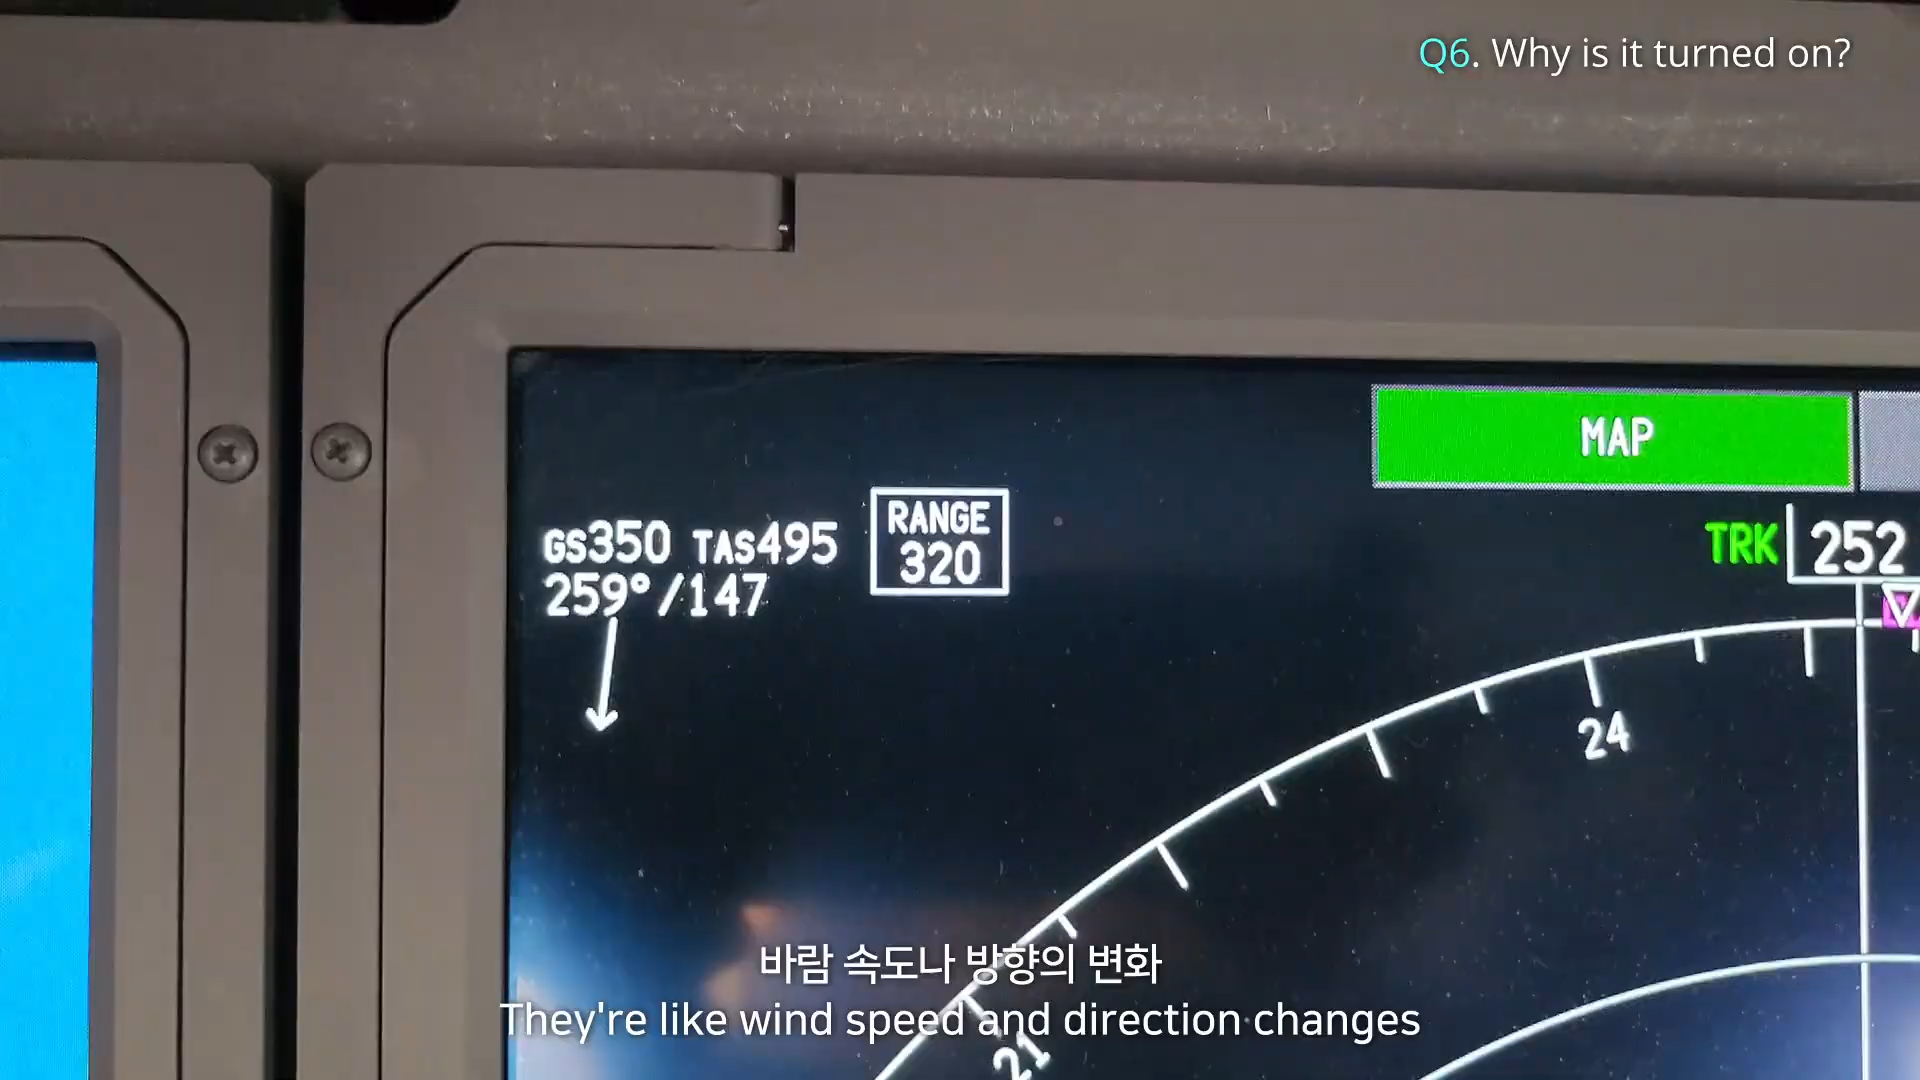 Q6. Why is it turned on?
MAP
GS350 TAS495
259°/147
RANGE
320
TRK 252
24
21
바람 속도나 방향의 변화
They're like wind speed and direction changes